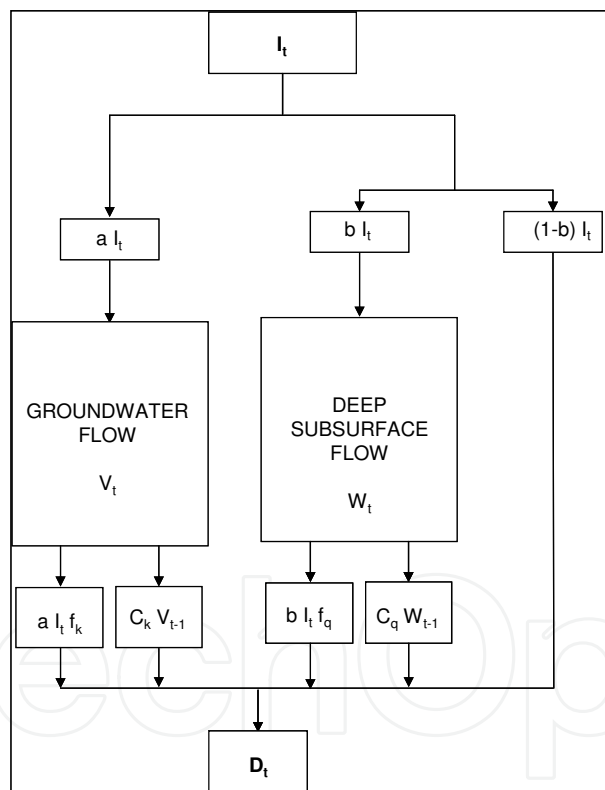 I_t
a I_t
b I_t
(1-b) I_t
GROUNDWATER
FLOW
V_t
DEEP
SUBSURFACE
FLOW
W_t
a I_t f_k
C_k V_t-1
b I_t f_q
C_q W_t-1
D_t